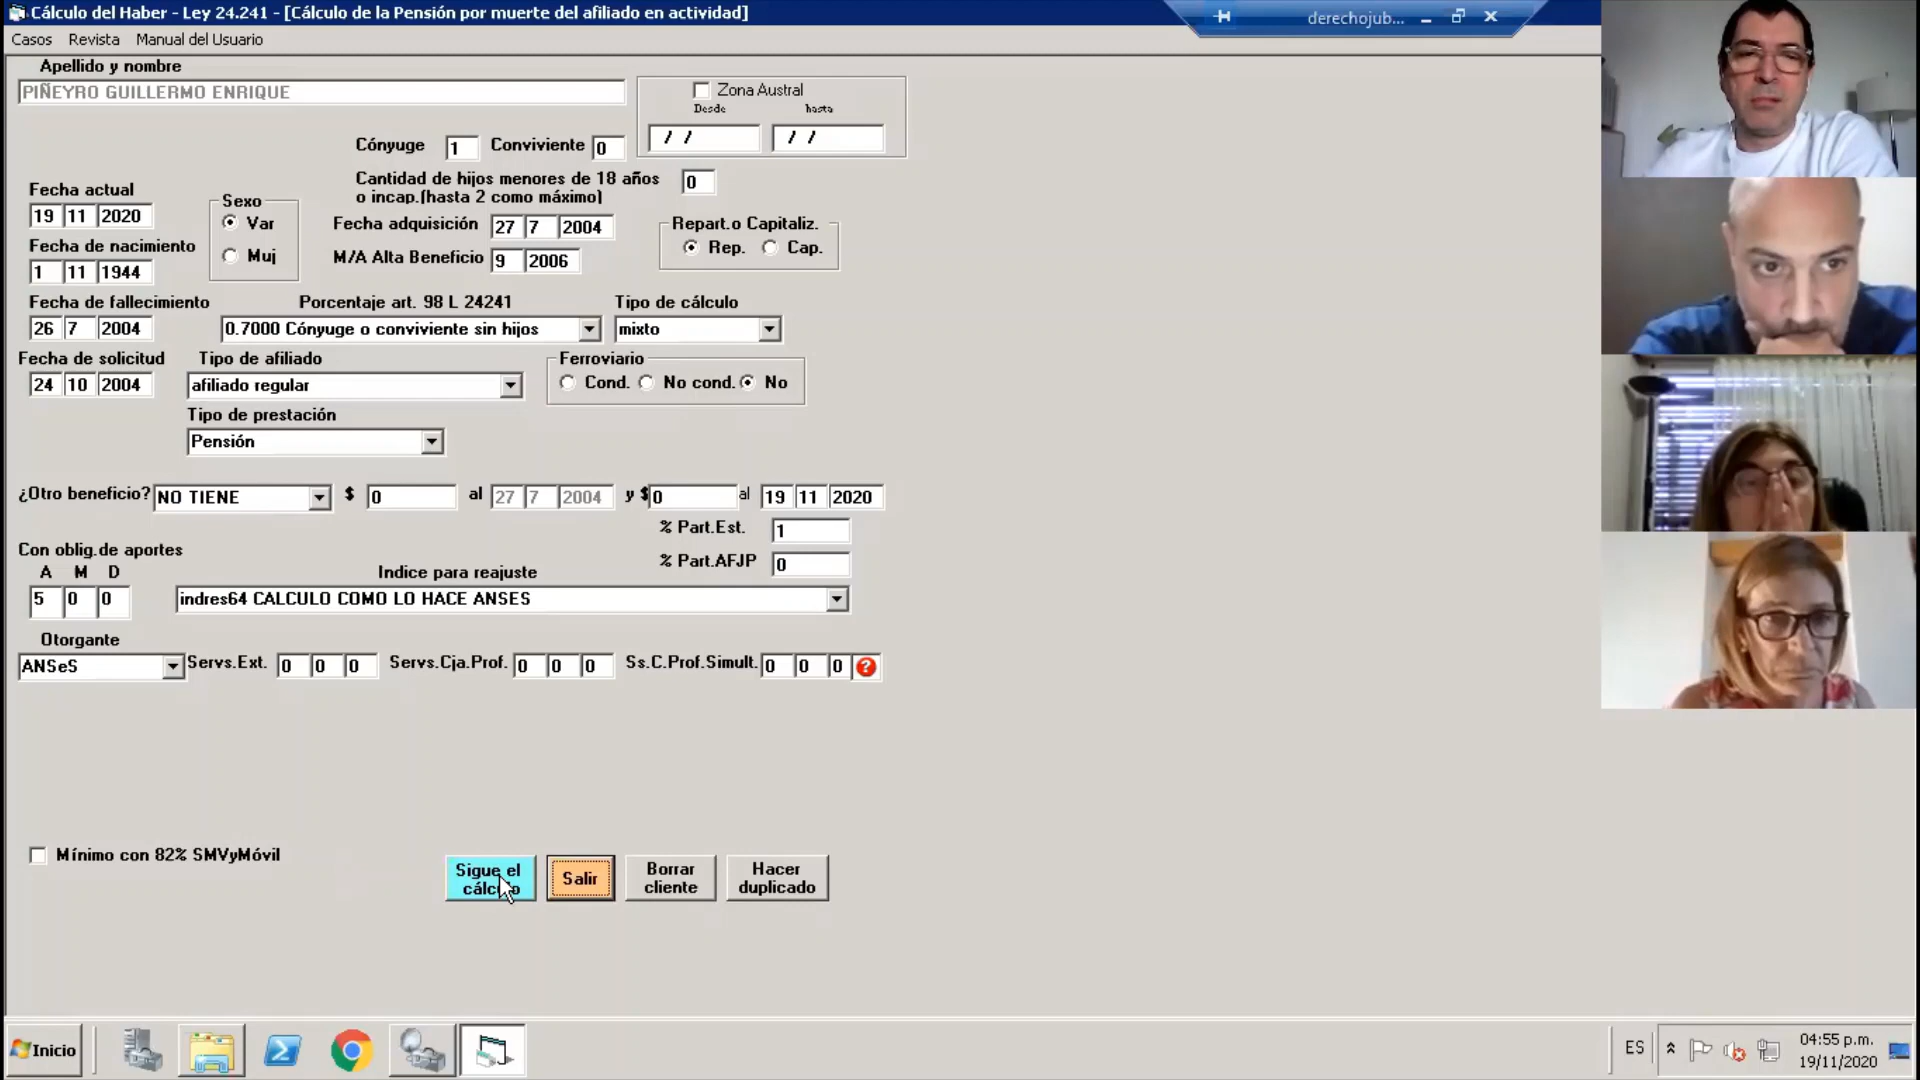 Cálculo del Haber - Ley 24.241 - [Cálculo de la Pensión por muerte del afiliado en actividad]
derechojub...
Casos Revista Manual del Usuario
Apellido y nombre
PIÑEYRO GUILLERMO ENRIQUE
Zona Austral
Desde hasta
/ / / /
Cónyuge 1 Conviviente 0
Cantidad de hijos menores de 18 años
o incap.(hasta 2 como máximo) 0
Fecha actual
19 11 2020
Sexo
Var
Muj
Fecha adquisición 27 7 2004
Repart.o Capitaliz.
Rep. Cap.
Fecha de nacimiento
1 11 1944
M/A Alta Beneficio 9 2006
Fecha de fallecimiento Porcentaje art. 98 L 24241 Tipo de cálculo
26 7 2004 0.7000 Cónyuge o conviviente sin hijos mixto
Fecha de solicitud Tipo de afiliado Ferroviario
24 10 2004 afiliado regular Cond. No cond. No
Tipo de prestación
Pensión
¿Otro beneficio? NO TIENE $ 0 al 27 7 2004 y $ 0 al 19 11 2020
% Part.Est. 1
Con oblig.de aportes % Part.AFJP 0
A M D Indice para reajuste
5 0 0 indres64 CALCULO COMO LO HACE ANSES
Otorgante
ANSeS Servs.Ext. 0 0 0 Servs.Cja.Prof. 0 0 0 Ss.C.Prof.Simult. 0 0 0 ?
Mínimo con 82% SMVyMóvil
Sigue el
cálculo
Salir
Borrar
cliente
Hacer
duplicado
Inicio
ES
04:55 p.m.
19/11/2020